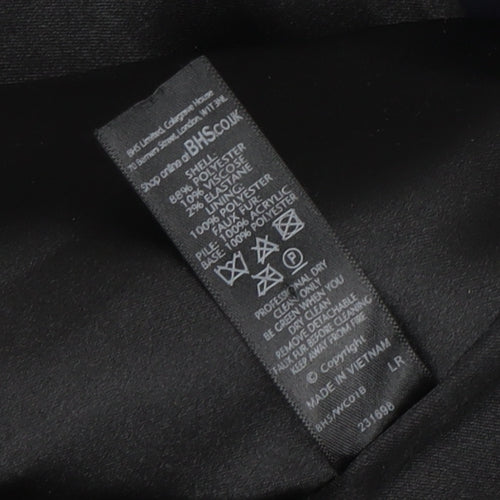 BHS Limited, Colegrave House
70 Berners Street, London, W1T 3NL
Shop online at BHS.CO.UK
SHELL:
88% POLYESTER
10% VISCOSE
2% ELASTANE
LINING:
100% POLYESTER
FAUX FUR:
PILE: 100% ACRYLIC
BASE: 100% POLYESTER
P
PROFESSIONAL DRY
CLEAN ONLY
BE GREEN WHEN YOU
DRY CLEAN
REMOVE DETACHABLE
FAUX FUR BEFORE CLEANING
KEEP AWAY FROM FIRE
© Copyright
MADE IN VIETNAM
LR
BHS/WC01B
231698